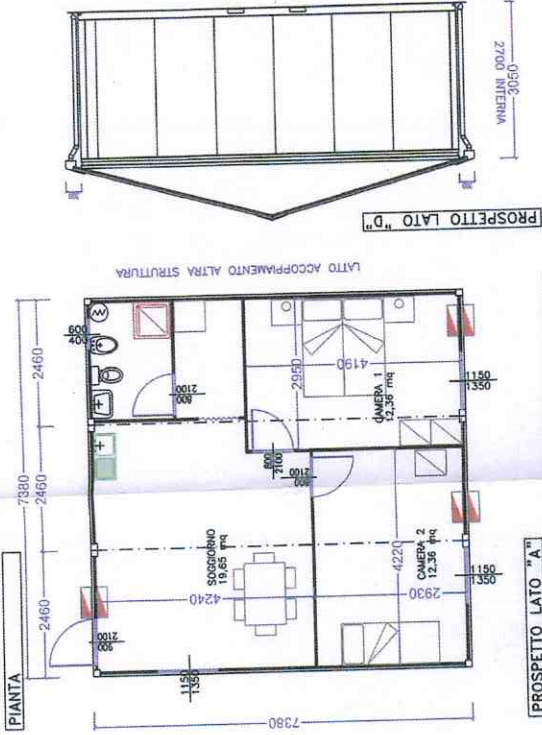 PIANTA
7380
2460
2460
2460
600
400
900
2100
800
2100
800
2100
800
2100
SOGGIORNO
19,65 mq
4240
2950
4190
CAMERA 1
12,36 mq
4220
2930
CAMERA 2
12,36 mq
1150
1350
1150
1350
1150
1350
7380
LATTO ACCOPPIAMENTO ALTRA STRUTTURA
PROSPETTO LATO "A"
PROSPETTO LATO "D"
2700 INTERNA
3050